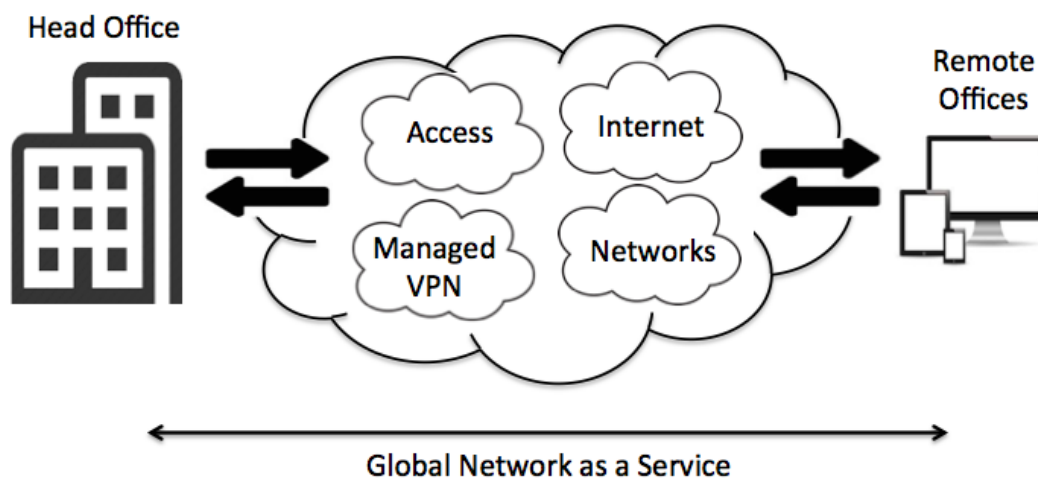 Head Office
Remote
Offices
Access
Internet
Managed
VPN
Networks
Global Network as a Service